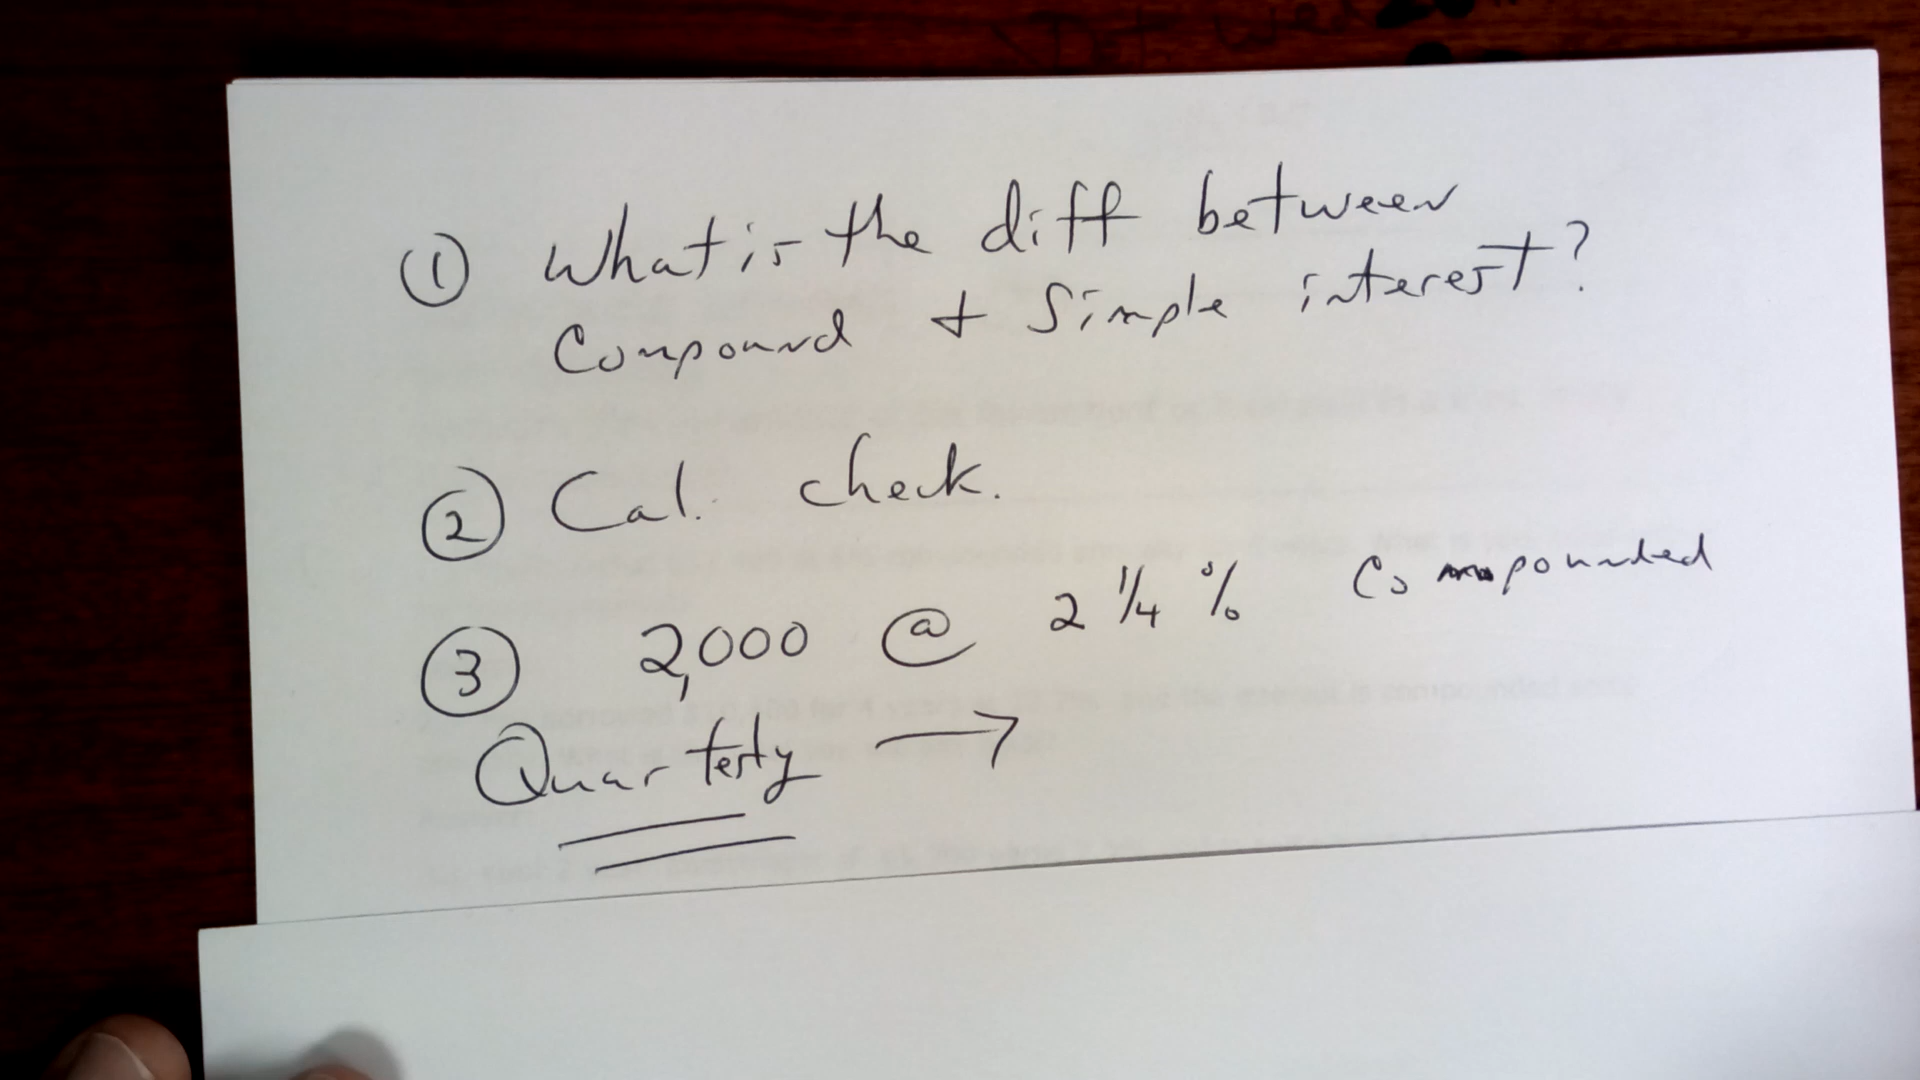 ① What is the diff between
Compound + Simple interest?
② Cal. check.
③ 2,000 @ 2 1/4 % Compounded
Quarterly →